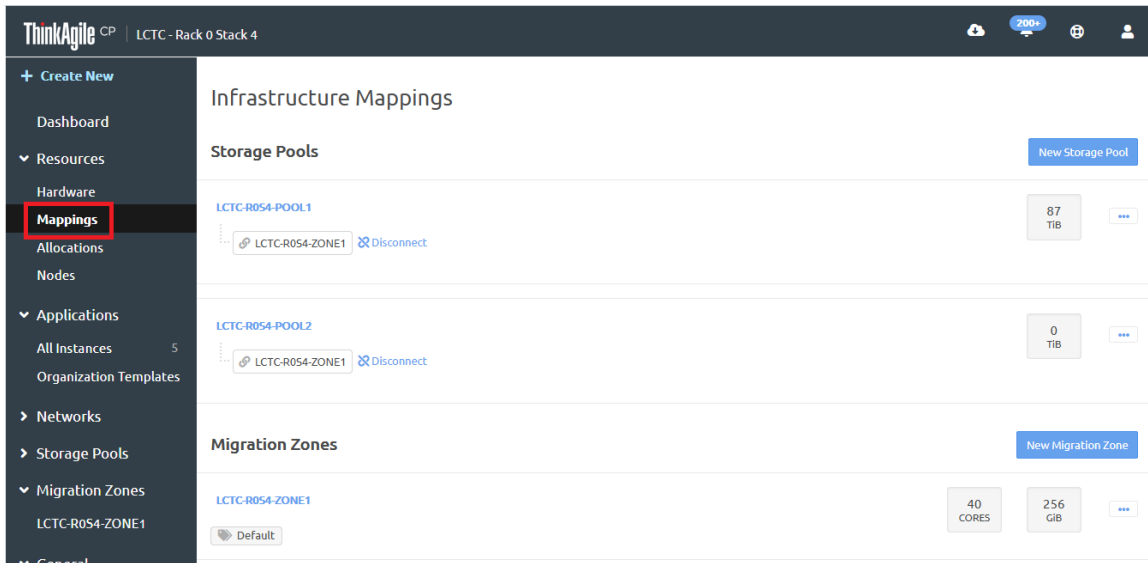 ThinkAgile CP | LCTC - Rack 0 Stack 4
200+
+ Create New
Dashboard
Resources
Hardware
Mappings
Allocations
Nodes
Applications
All Instances 5
Organization Templates
Networks
Storage Pools
Migration Zones
LCTC-R0S4-ZONE1
General
Infrastructure Mappings
Storage Pools
New Storage Pool
LCTC-R0S4-POOL1
87
TiB
LCTC-R0S4-ZONE1 Disconnect
LCTC-R0S4-POOL2
0
TiB
LCTC-R0S4-ZONE1 Disconnect
Migration Zones
New Migration Zone
LCTC-R0S4-ZONE1
40
CORES
256
GiB
Default